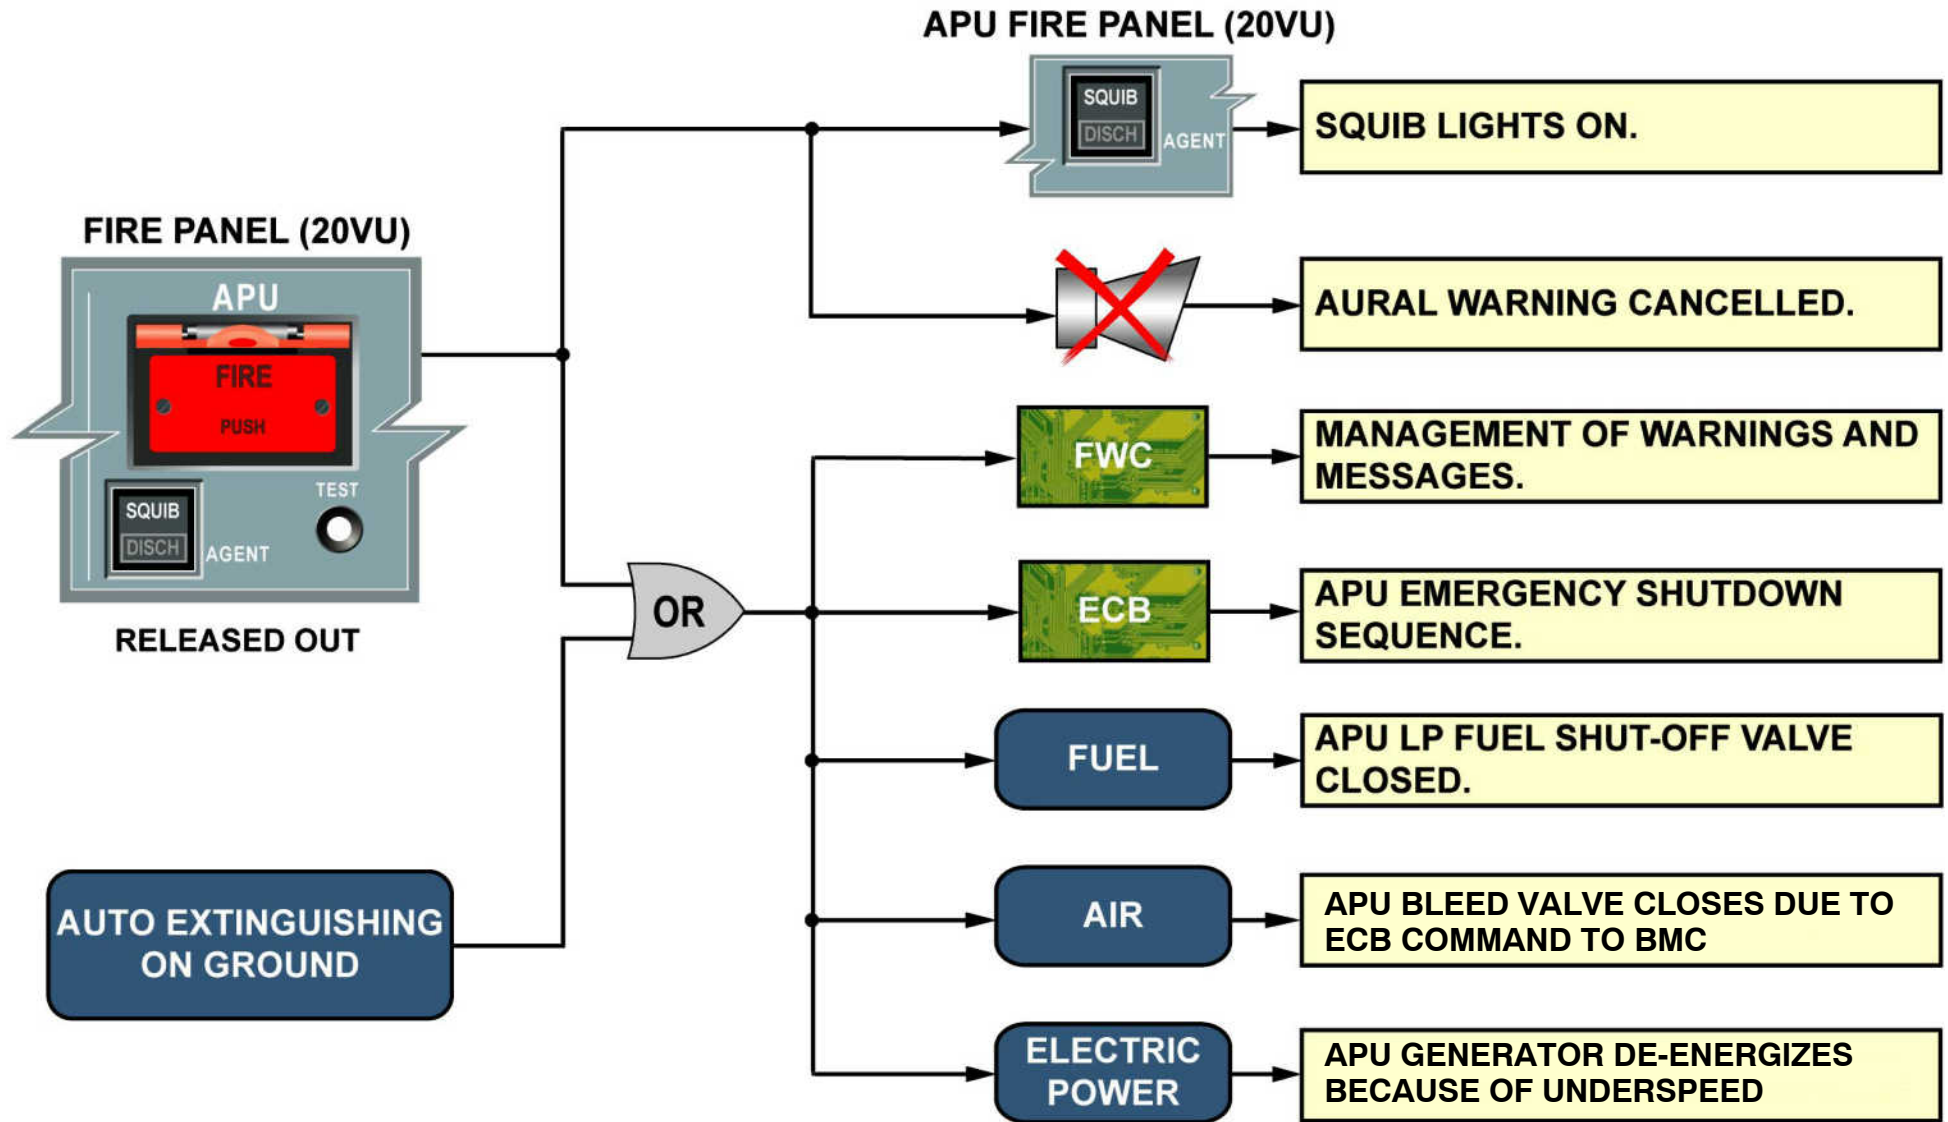 APU FIRE PANEL (20VU)
SQUIB
DISCH
AGENT
SQUIB LIGHTS ON.
FIRE PANEL (20VU)
APU
FIRE
PUSH
TEST
SQUIB
DISCH
AGENT
RELEASED OUT
AURAL WARNING CANCELLED.
FWC
MANAGEMENT OF WARNINGS AND
MESSAGES.
OR
ECB
APU EMERGENCY SHUTDOWN
SEQUENCE.
FUEL
APU LP FUEL SHUT-OFF VALVE
CLOSED.
AUTO EXTINGUISHING
ON GROUND
AIR
APU BLEED VALVE CLOSES DUE TO
ECB COMMAND TO BMC
ELECTRIC
POWER
APU GENERATOR DE-ENERGIZES
BECAUSE OF UNDERSPEED